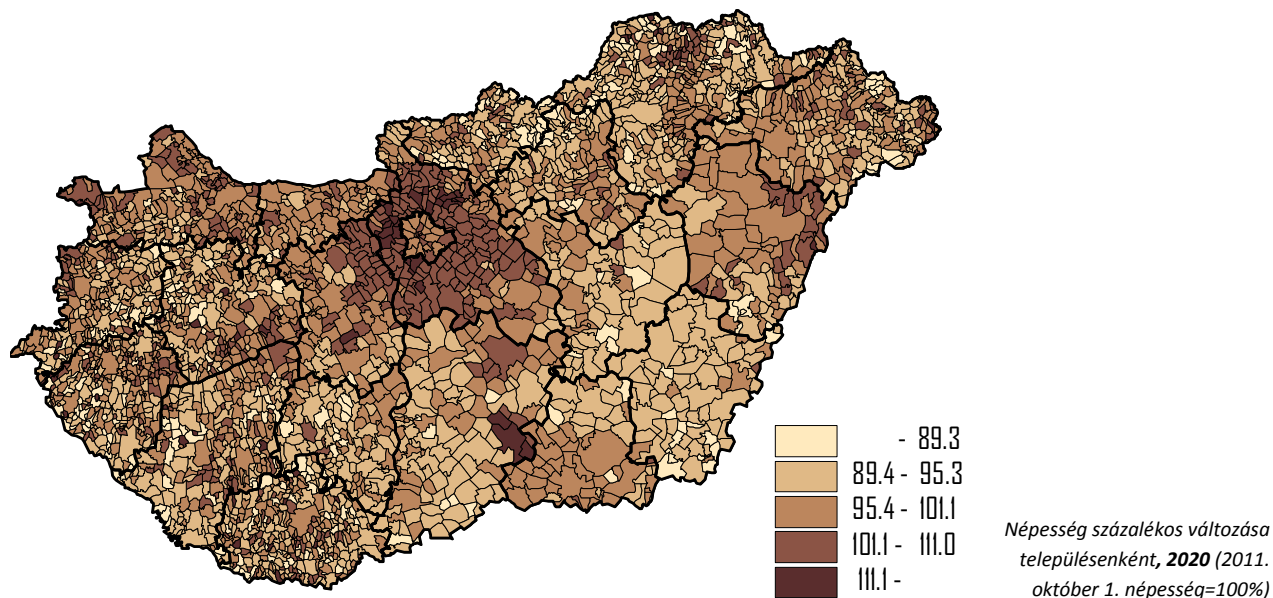 - 89.3
89.4 - 95.3
95.4 - 101.1
101.1 - 111.0
111.1 -
Népesség százalékos változása
településenként, 2020 (2011.
október 1. népesség=100%)